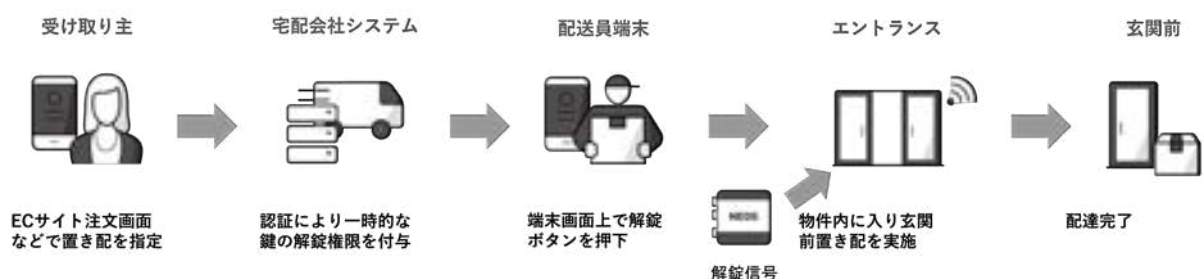 受け取り主
宅配会社システム
配送員端末
エントランス
玄関前
ECサイト注文画面
などで置き配を指定
認証により一時的な
鍵の解錠権限を付与
端末画面上で解錠
ボタンを押下
物件内に入り玄関
前置き配を実施
配達完了
解錠信号